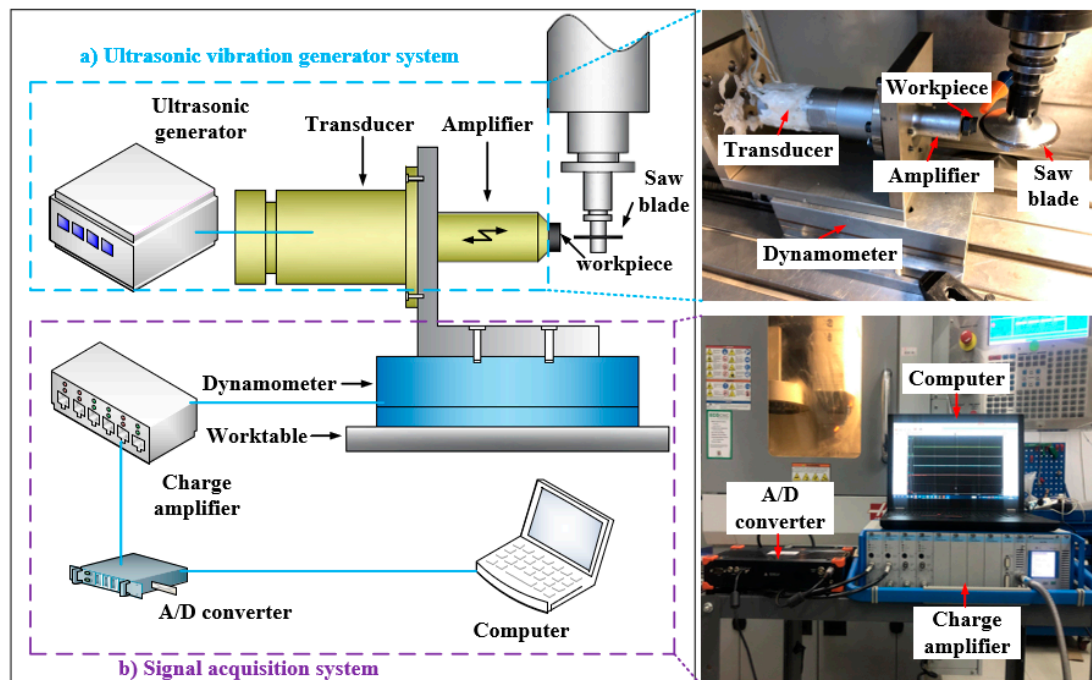 a) Ultrasonic vibration generator system
Ultrasonic
generator
Transducer
Amplifier
Saw
blade
workpiece
Dynamometer
Worktable
Charge
amplifier
A/D converter
Computer
b) Signal acquisition system
Workpiece
Transducer
Amplifier
Saw
blade
Dynamometer
Computer
A/D
converter
Charge
amplifier